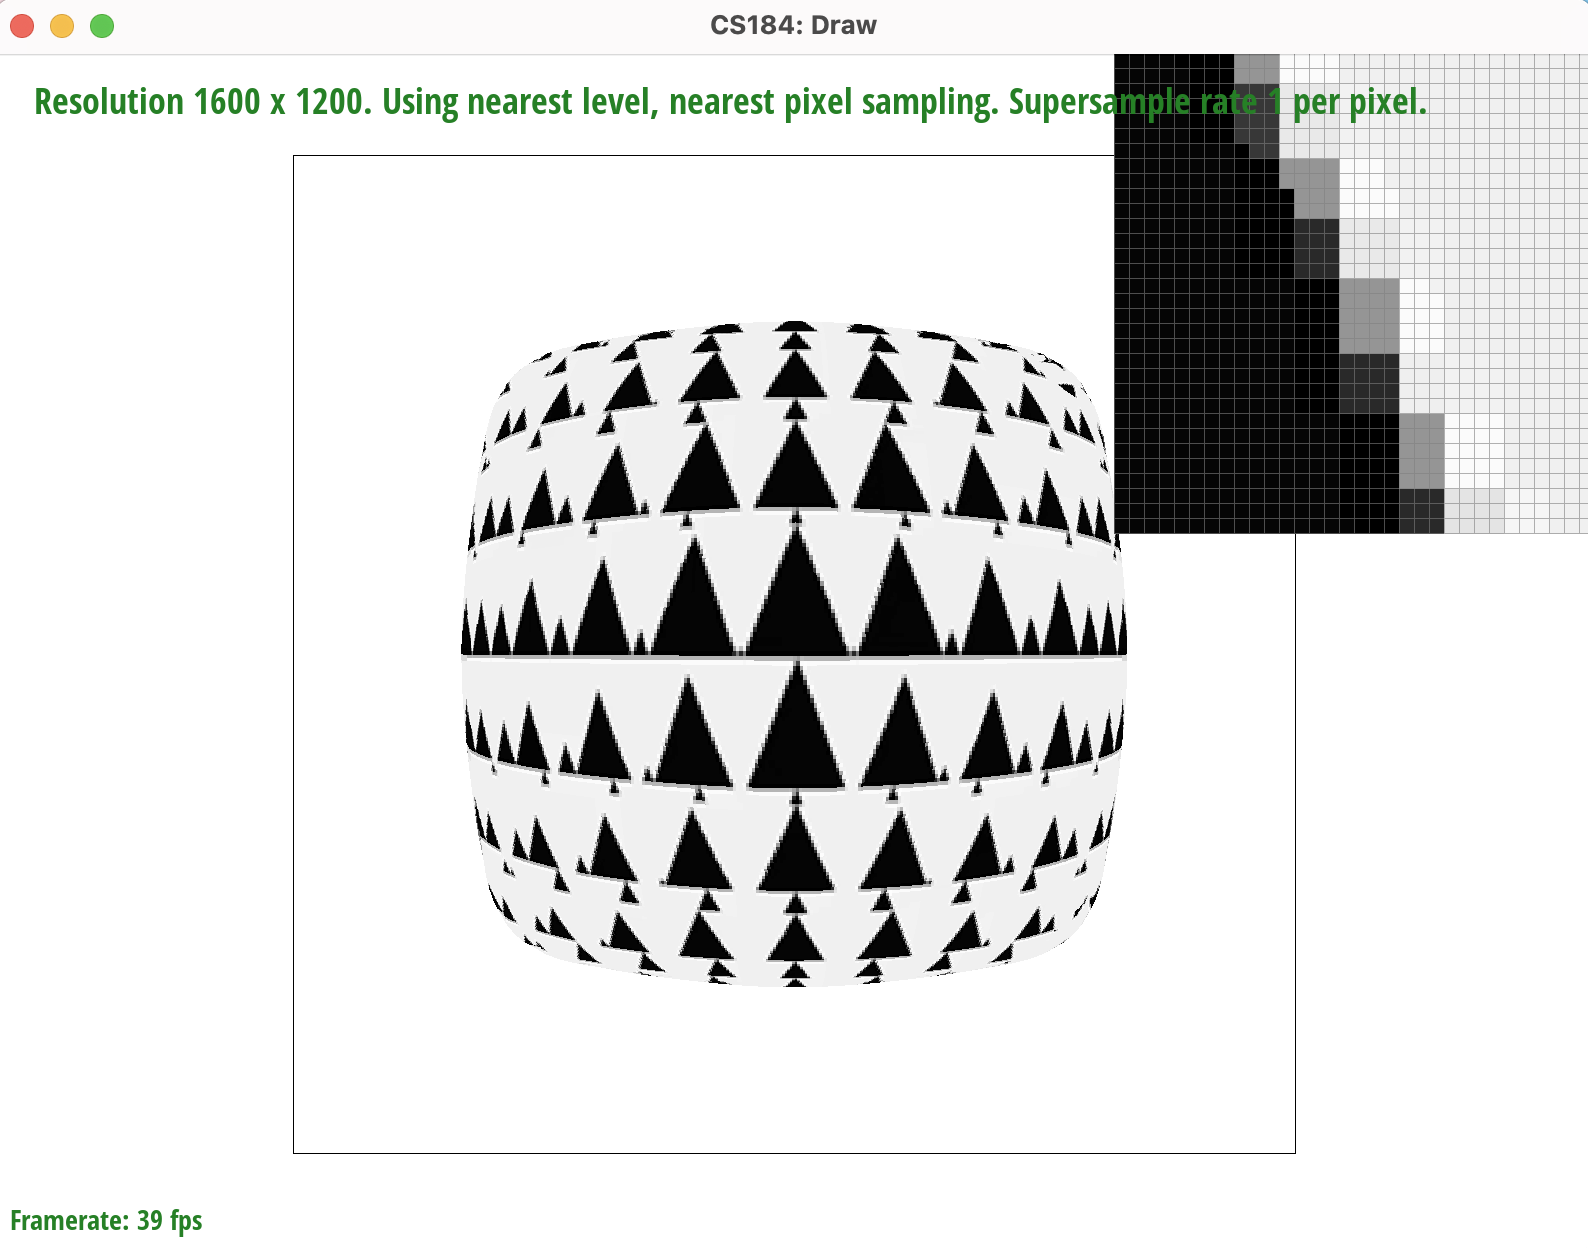 CS184: Draw
Resolution 1600 x 1200. Using nearest level, nearest pixel sampling. Supersample rate 1 per pixel.
Framerate: 39 fps